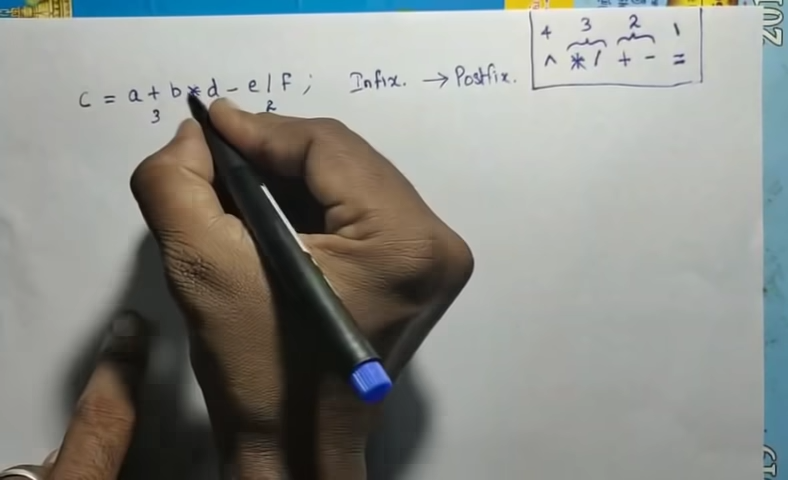 4 3 2 1
^ * / + - =
c = a + b * d - e / f ; Infix. → Postfix.
3 2